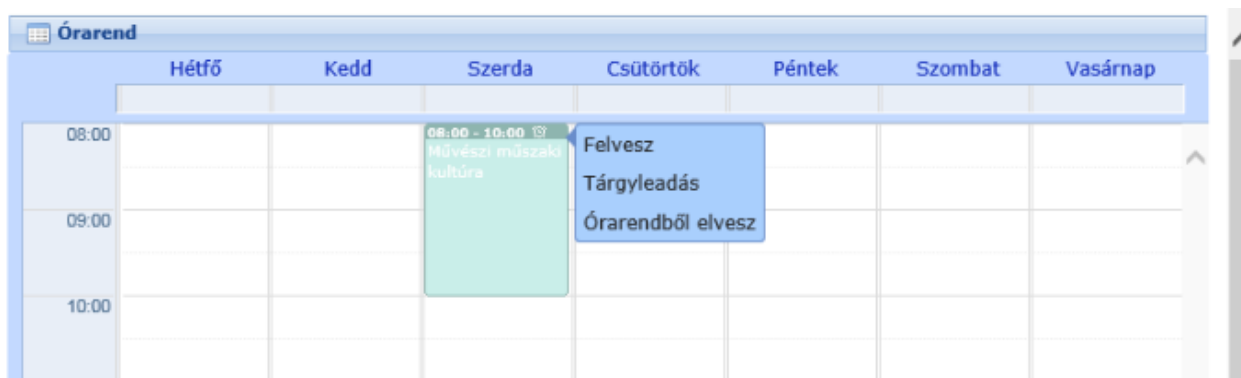 Órarend
Hétfő Kedd Szerda Csütörtök Péntek Szombat Vasárnap
08:00
08:00 - 10:00
Művészi műszaki
kultúra
Felvesz
Tárgyleadás
Órarendből elvesz
09:00
10:00